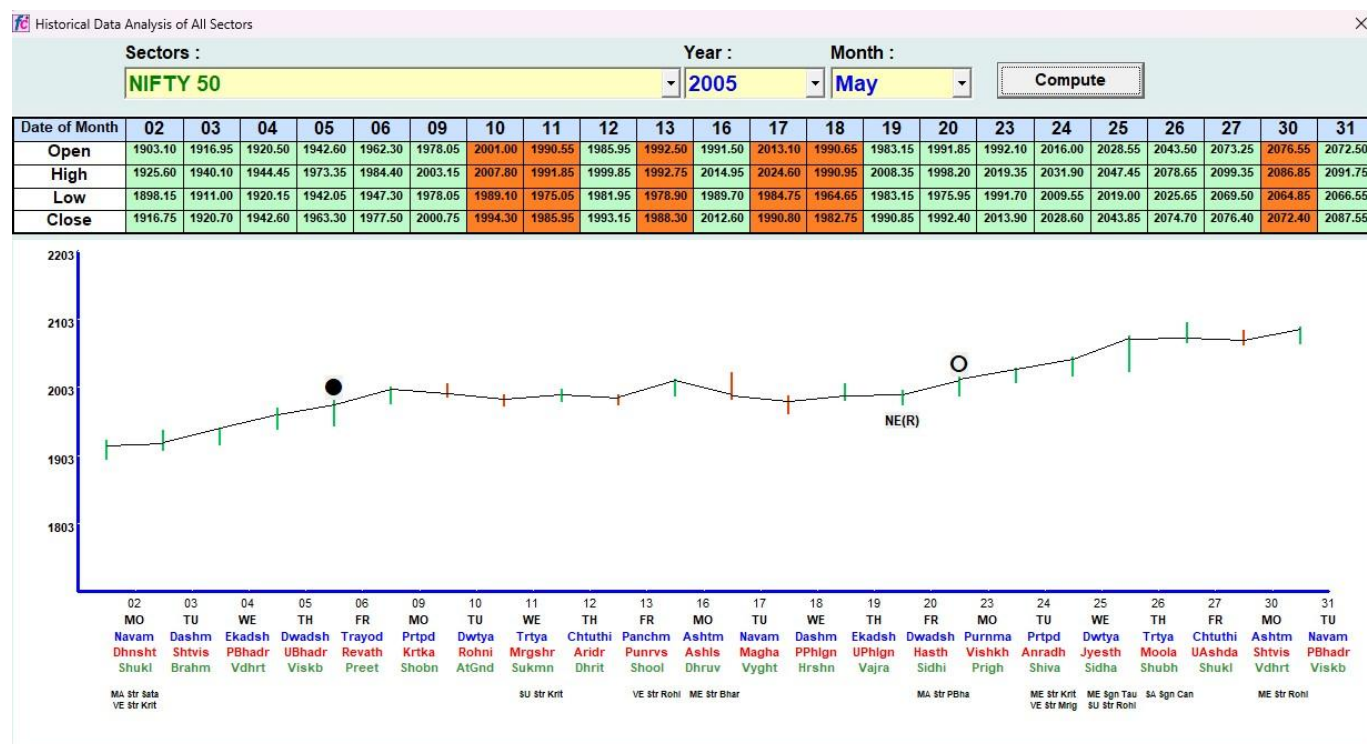 fc Historical Data Analysis of All Sectors
Sectors : Year : Month :
NIFTY 50 2005 May Compute
Date of Month 02 03 04 05 06 09 10 11 12 13 16 17 18 19 20 23 24 25 26 27 30 31
Open 1903.10 1916.95 1920.50 1942.60 1962.30 1978.05 2001.00 1990.55 1985.95 1992.50 1991.50 2013.10 1990.65 1983.15 1991.85 1992.10 2016.00 2028.55 2043.50 2073.25 2076.55 2072.50
High 1925.60 1940.10 1944.45 1973.35 1984.40 2003.15 2007.80 1991.85 1999.85 1992.75 2014.95 2024.60 1990.95 2008.35 1998.20 2019.35 2031.90 2047.45 2078.65 2099.35 2086.85 2091.75
Low 1898.15 1911.00 1920.15 1942.05 1947.30 1978.05 1989.10 1975.05 1981.95 1978.90 1989.70 1984.75 1964.65 1983.15 1975.95 1991.70 2009.55 2019.00 2025.65 2069.50 2064.85 2066.55
Close 1916.75 1920.70 1942.60 1963.30 1977.50 2000.75 1994.30 1985.95 1993.15 1988.30 2012.60 1990.80 1982.75 1990.85 1992.40 2013.90 2028.60 2043.85 2074.70 2076.40 2072.40 2087.55
2203
2103
2003
NE(R)
1903
1803
02 03 04 05 06 09 10 11 12 13 16 17 18 19 20 23 24 25 26 27 30 31
MO TU WE TH FR MO TU WE TH FR MO TU WE TH FR MO TU WE TH FR MO TU
Navam Dashm Ekadsh Dwadsh Trayod Prtpd Dwtya Trtya Chtuthi Panchm Ashtm Navam Dashm Ekadsh Dwadsh Purnma Prtpd Dwtya Trtya Chtuthi Ashtm Navam
Dhnsht Shtvis PBhadr UBhadr Revath Krtka Rohni Mrgshr Aridr Punrvs Ashls Magha PPhlgn UPhlgn Hasth Vishkh Anradh Jyesth Moola UAshda Shtvis PBhadr
Shukl Brahm Vdhrt Viskb Preet Shobn AtGnd Sukmn Dhrit Shool Dhruv Vyght Hrshn Vajra Sidhi Prigh Shiva Sidha Shubh Shukl Vdhrt Viskb
MA Str Sata SU Str Krit VE Str Rohl ME Str Bhar MA Str PBha ME Str Krit ME Sgn Tau SA Sgn Can ME Str Rohl
VE Str Krit VE Str Mrig SU Str Rohl